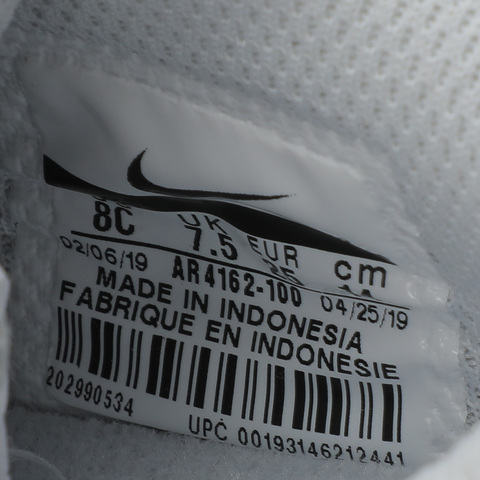 8C UK 7.5 EUR cm
02/06/19 AR4162-100 04/25/19
MADE IN INDONESIA
FABRIQUE EN INDONESIE
202990534
UPC 00193146212441